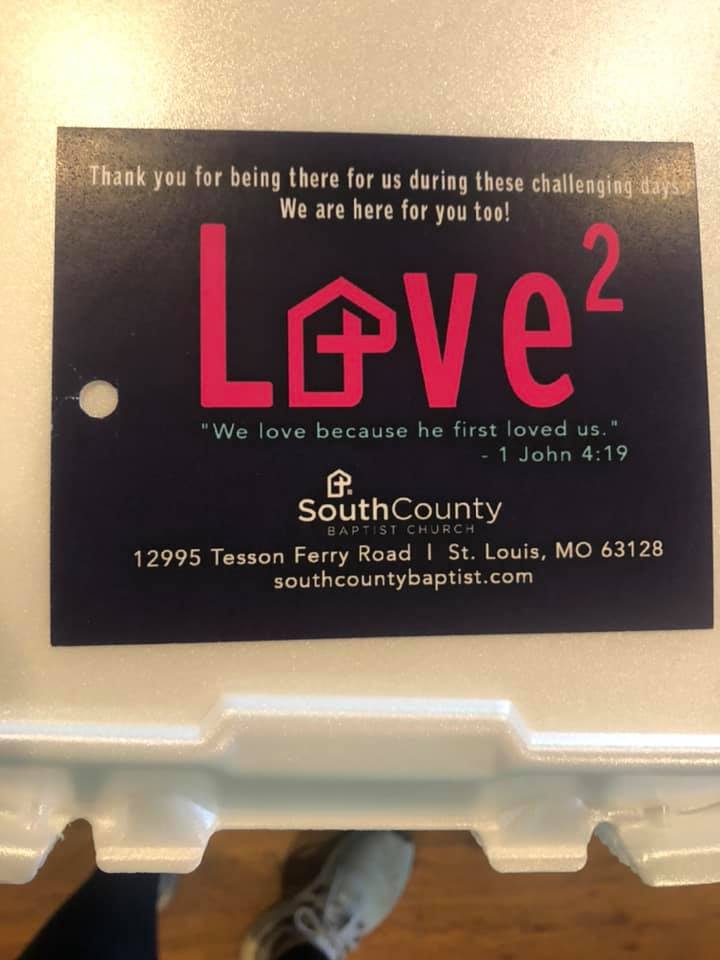 Thank you for being there for us during these challenging days.
We are here for you too!
Love²
"We love because he first loved us."
- 1 John 4:19
SouthCounty
BAPTIST CHURCH
12995 Tesson Ferry Road | St. Louis, MO 63128
southcountybaptist.com